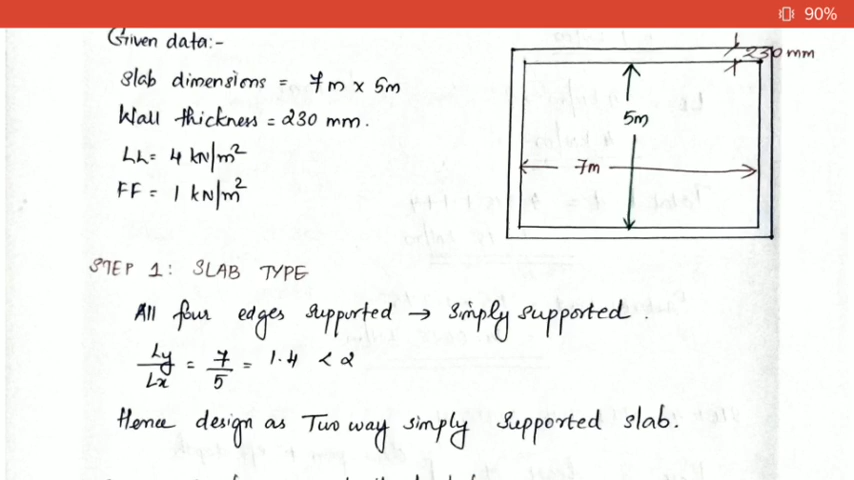 90%
Given data:-
Slab dimensions = 7m x 5m
Wall thickness = 230 mm.
LL= 4 kN/m²
FF = 1 kN/m²
230 mm
5m
7m
STEP 1: SLAB TYPE
All four edges supported → simply supported.
Ly/Lx = 7/5 = 1.4 < 2
Hence design as Two way simply supported slab.